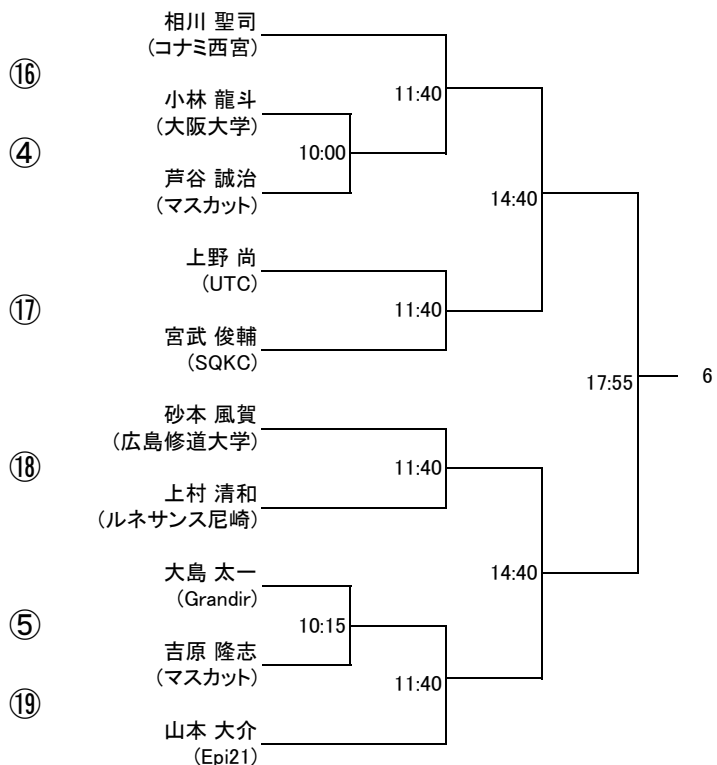 相川 聖司
(コナミ西宮)
⑯
11:40
小林 龍斗
(大阪大学)
④
10:00
芦谷 誠治
(マスカット)
14:40
上野 尚
(UTC)
⑰
11:40
宮武 俊輔
(SQKC)
17:55
6
砂本 風賀
(広島修道大学)
⑱
11:40
上村 清和
(ルネサンス尼崎)
大島 太一
(Grandir)
14:40
⑤
10:15
吉原 隆志
(マスカット)
11:40
⑲
山本 大介
(Epi21)